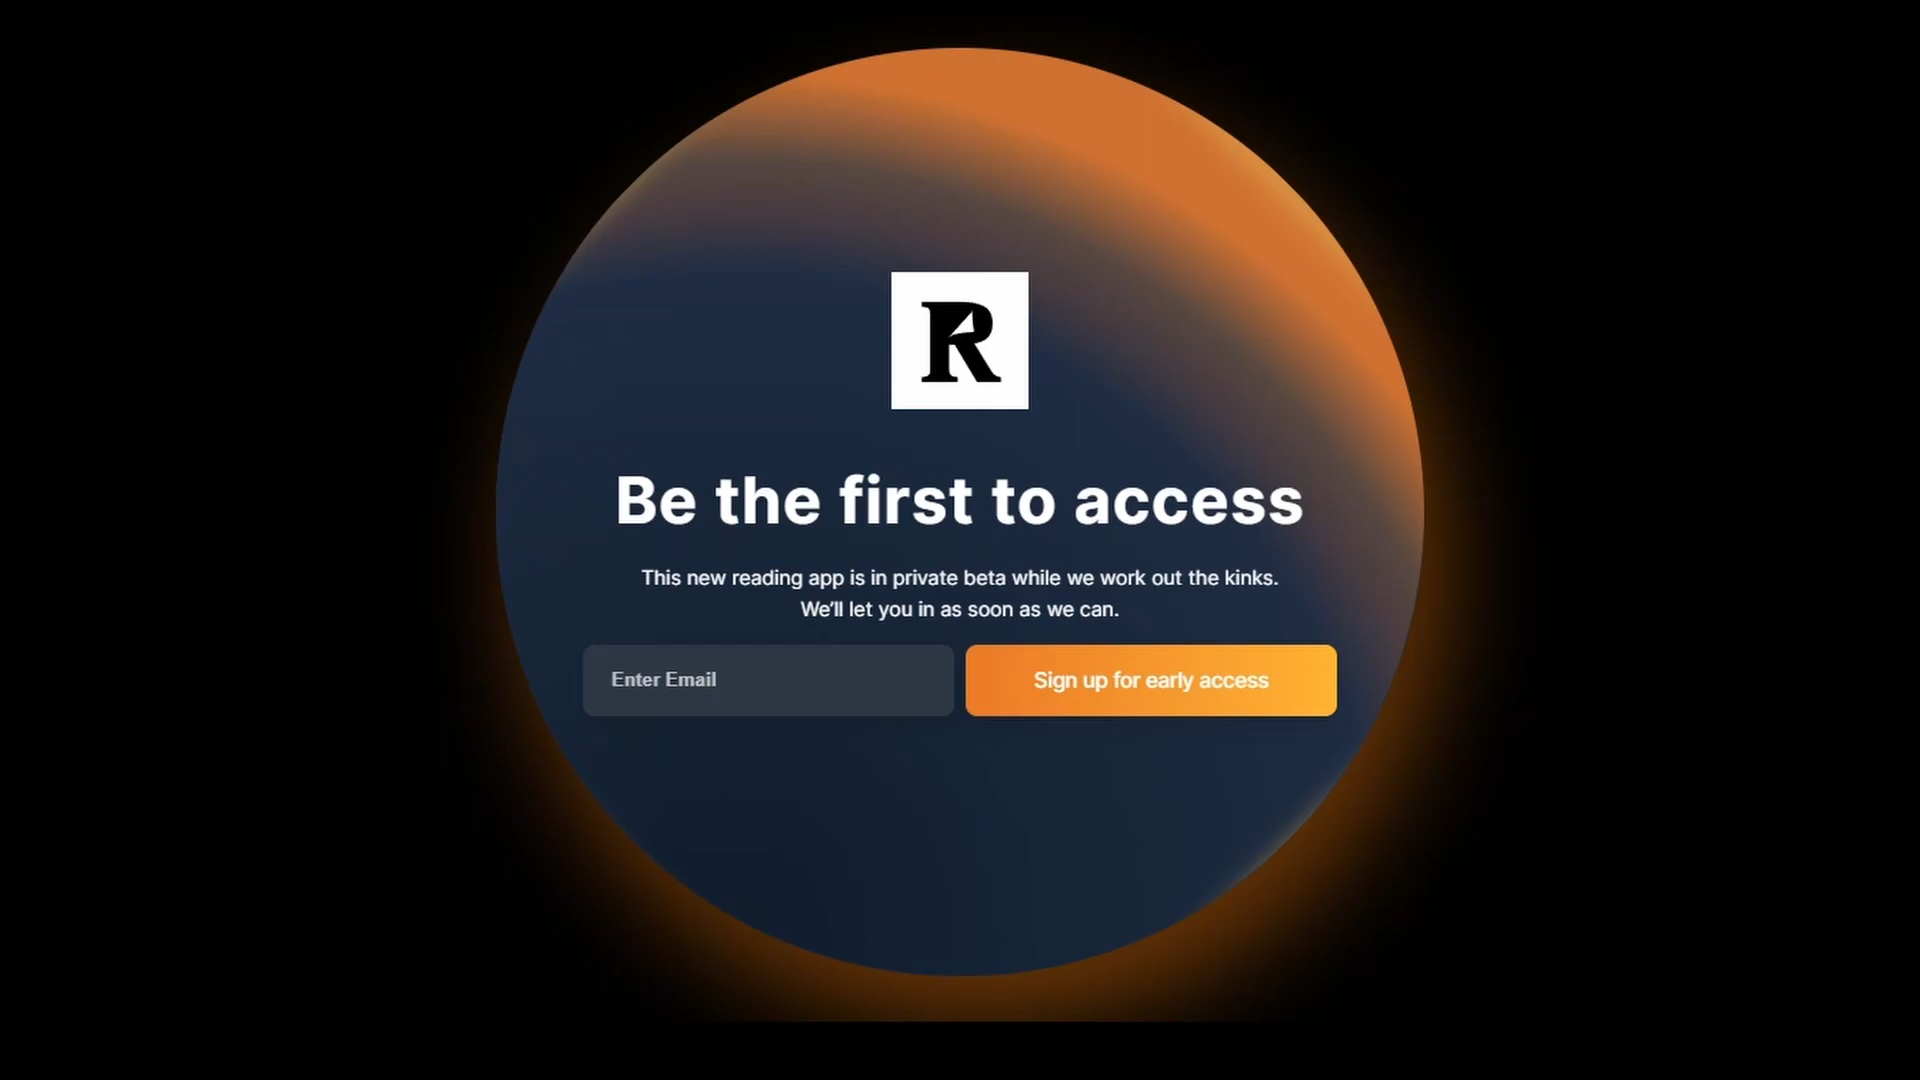 R
Be the first to access
This new reading app is in private beta while we work out the kinks.
We’ll let you in as soon as we can.
Enter Email
Sign up for early access